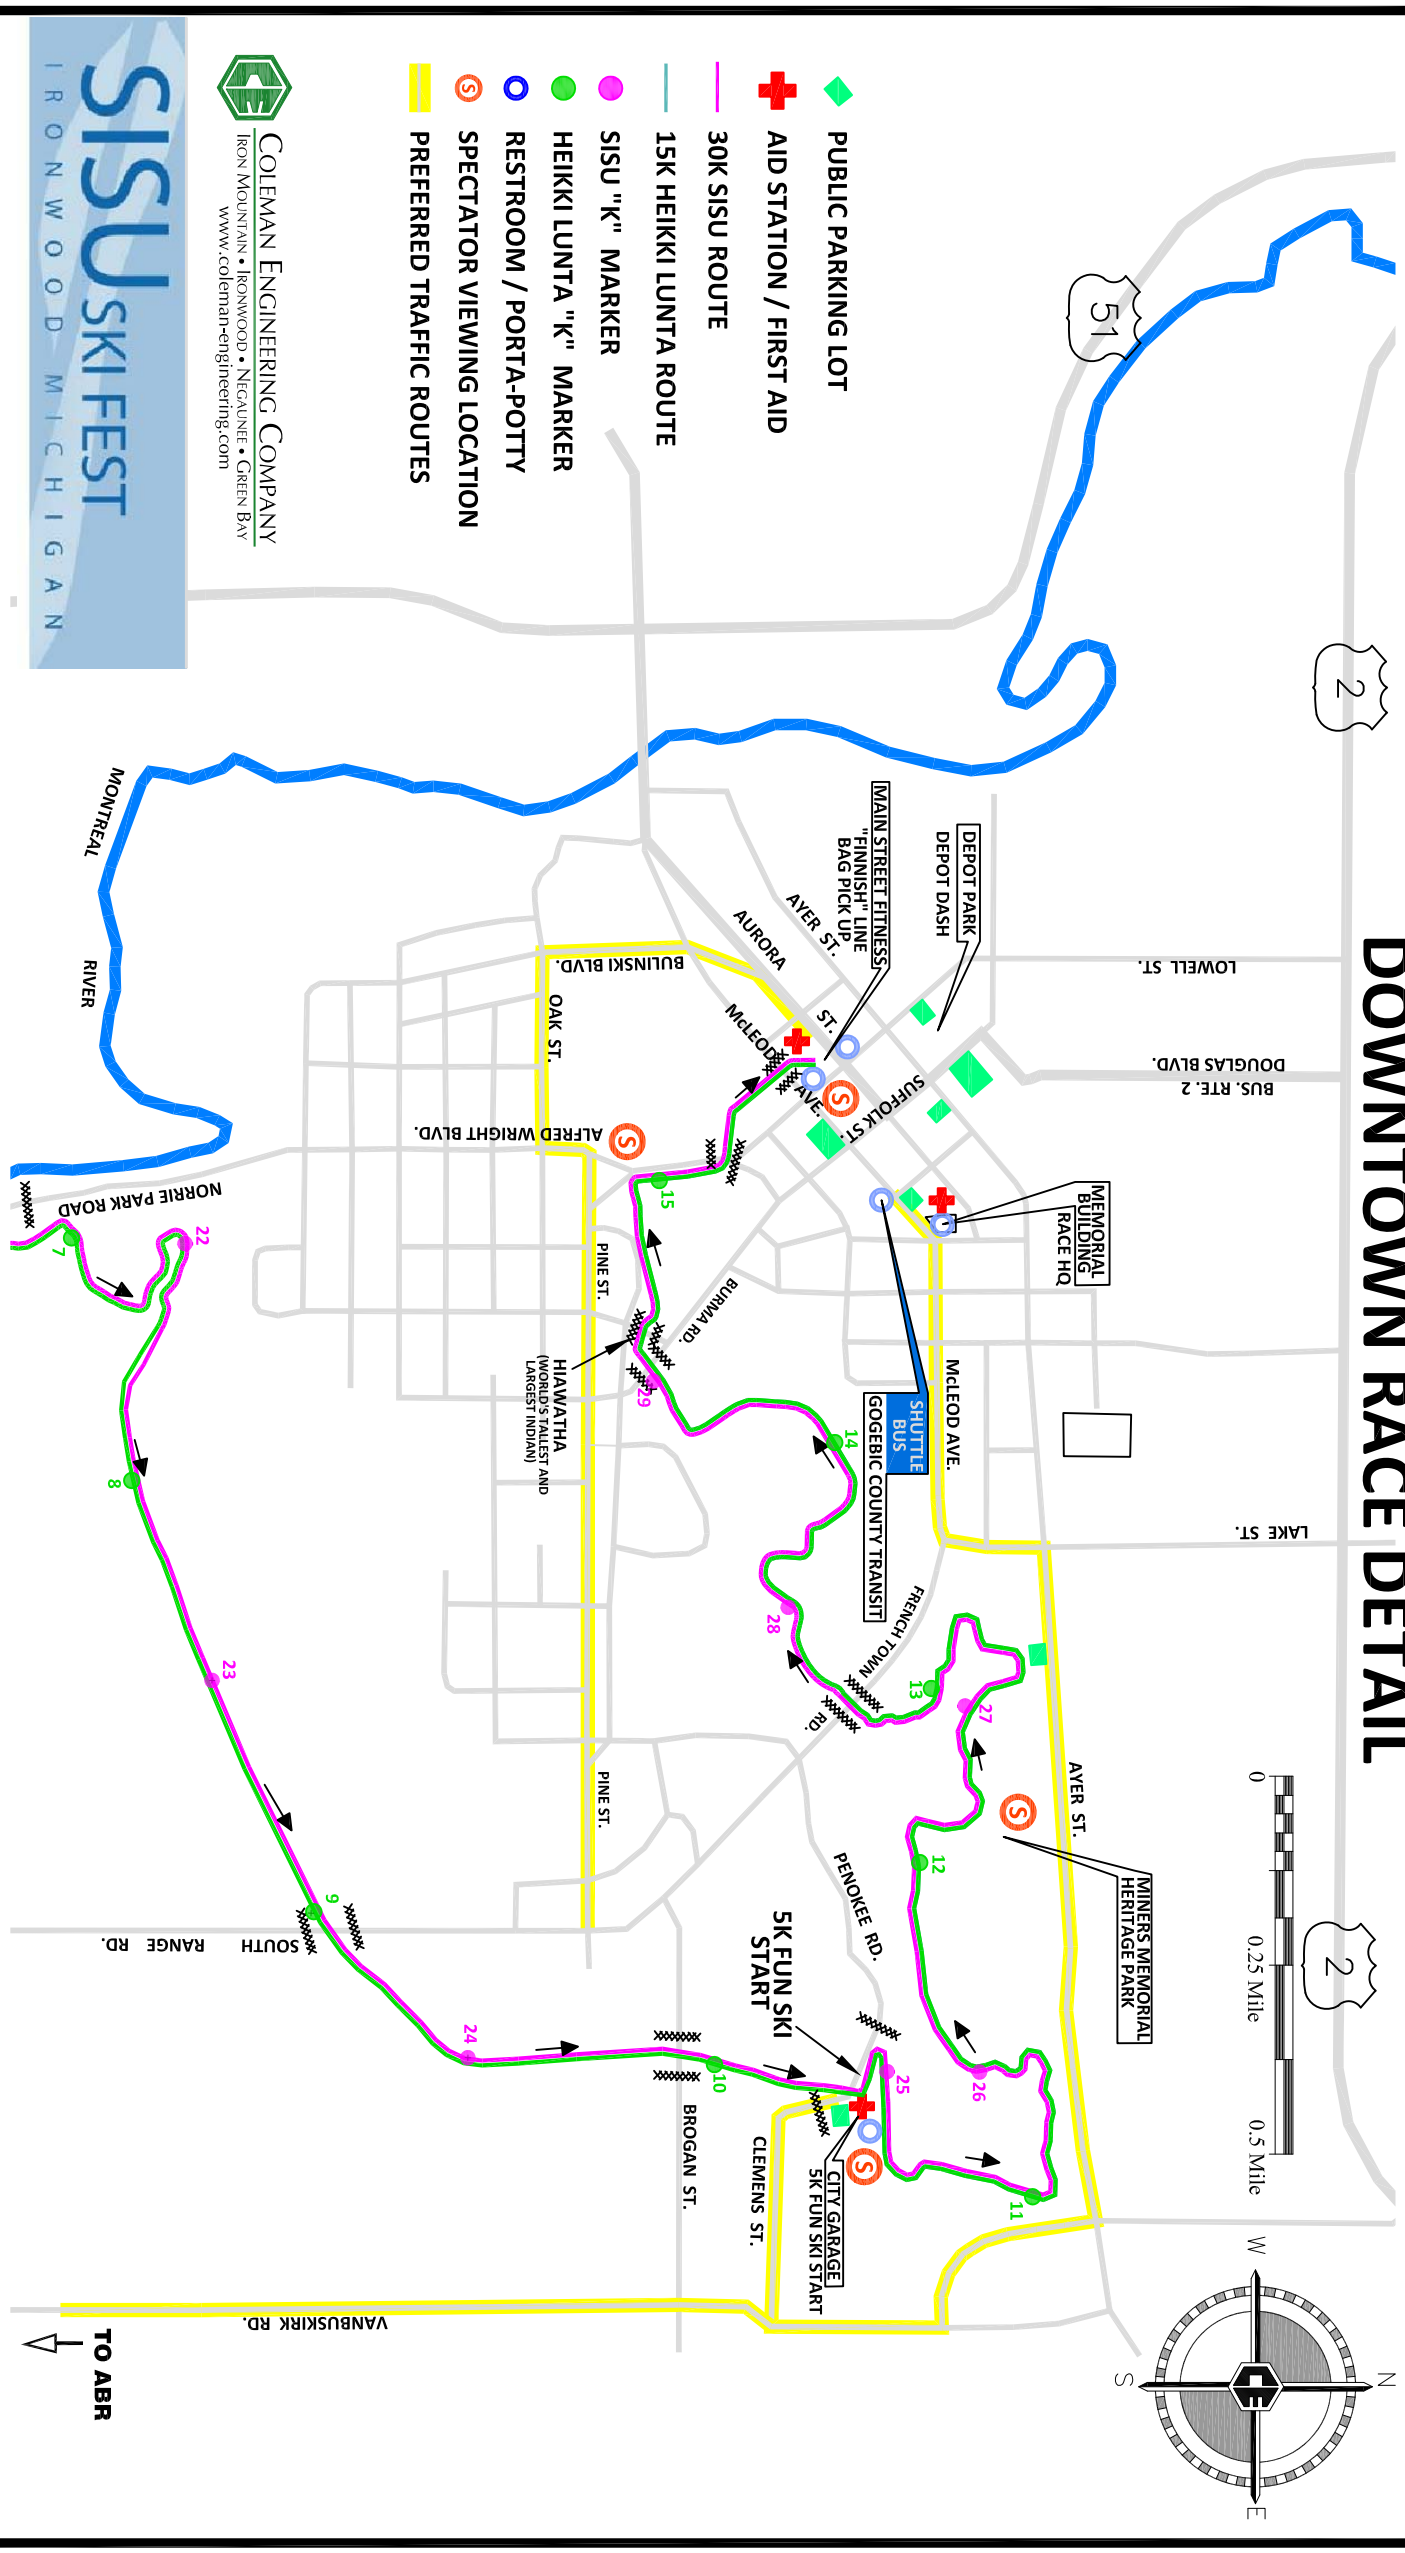 DOWNTOWN RACE DETAIL
51
2
2
PUBLIC PARKING LOT
AID STATION / FIRST AID
30K SISU ROUTE
15K HEIKKI LUNTA ROUTE
SISU "K" MARKER
HEIKKI LUNTA "K" MARKER
RESTROOM / PORTA-POTTY
S SPECTATOR VIEWING LOCATION
PREFERRED TRAFFIC ROUTES
COLEMAN ENGINEERING COMPANY
IRON MOUNTAIN • IRONWOOD • NEGAUNEE • GREEN BAY
www.coleman-engineering.com
SISU SKI FEST
IRONWOOD MICHIGAN
LOWELL ST.
DOUGLAS BLVD.
BUS. RTE. 2
LAKE ST.
0
0.25 Mile
0.5 Mile
N
W
E
S
DEPOT PARK
DEPOT DASH
MAIN STREET FITNESS
"FINNISH" LINE
BAG PICK UP
AYER ST.
AURORA
ST.
McLEOD
AVE.
SUFFOLK ST.
S
MEMORIAL
BUILDING
RACE HQ
McLEOD AVE.
SHUTTLE
BUS
GOGEBIC COUNTY TRANSIT
BULINSKI BLVD.
OAK ST.
ALFRED WRIGHT BLVD.
S
BURMA RD.
PINE ST.
HIAWATHA
(WORLD'S TALLEST AND
LARGEST INDIAN)
FRENCH TOWN
RD.
AYER ST.
S
MINERS MEMORIAL
HERITAGE PARK
PENOKEE RD.
5K FUN SKI
START
PINE ST.
CITY GARAGE
5K FUN SKI START
S
CLEMENS ST.
BROGAN ST.
SOUTH RANGE RD.
VANBUSKIRK RD.
TO ABR
MONTREAL
RIVER
NORRIE PARK ROAD
7
22
8
23
9
24
10
25
11
26
12
27
13
28
14
29
15